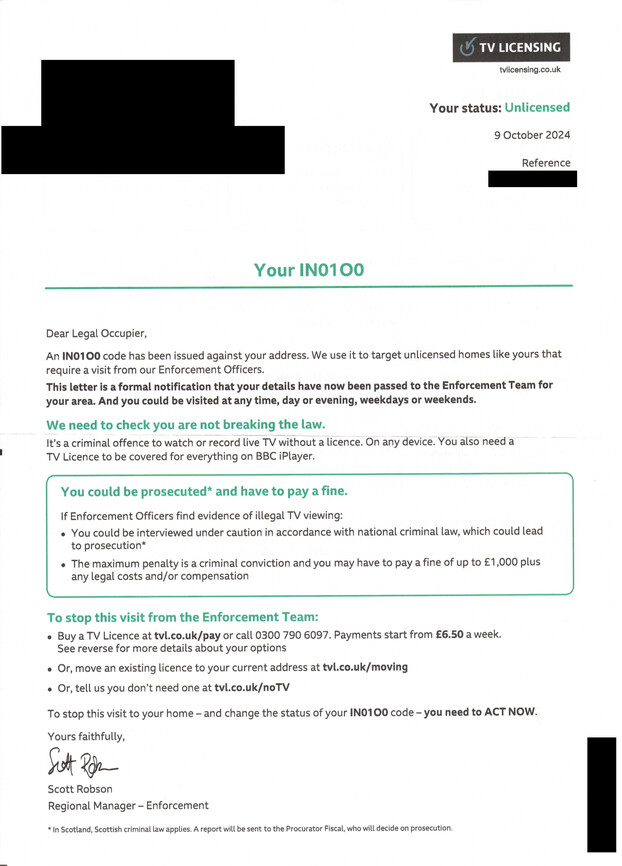 TV LICENSING
tvlicensing.co.uk
Your status: Unlicensed
9 October 2024
Reference
Your IN01O0
Dear Legal Occupier,
An IN01O0 code has been issued against your address. We use it to target unlicensed homes like yours that
require a visit from our Enforcement Officers.
This letter is a formal notification that your details have now been passed to the Enforcement Team for
your area. And you could be visited at any time, day or evening, weekdays or weekends.
We need to check you are not breaking the law.
It's a criminal offence to watch or record live TV without a licence. On any device. You also need a
TV Licence to be covered for everything on BBC iPlayer.
You could be prosecuted* and have to pay a fine.
If Enforcement Officers find evidence of illegal TV viewing:
• You could be interviewed under caution in accordance with national criminal law, which could lead
to prosecution*
• The maximum penalty is a criminal conviction and you may have to pay a fine of up to £1,000 plus
any legal costs and/or compensation
To stop this visit from the Enforcement Team:
• Buy a TV Licence at tvl.co.uk/pay or call 0300 790 6097. Payments start from £6.50 a week.
See reverse for more details about your options
• Or, move an existing licence to your current address at tvl.co.uk/moving
• Or, tell us you don't need one at tvl.co.uk/noTV
To stop this visit to your home – and change the status of your IN01O0 code – you need to ACT NOW.
Yours faithfully,
Scott Rob
Scott Robson
Regional Manager – Enforcement
* In Scotland, Scottish criminal law applies. A report will be sent to the Procurator Fiscal, who will decide on prosecution.